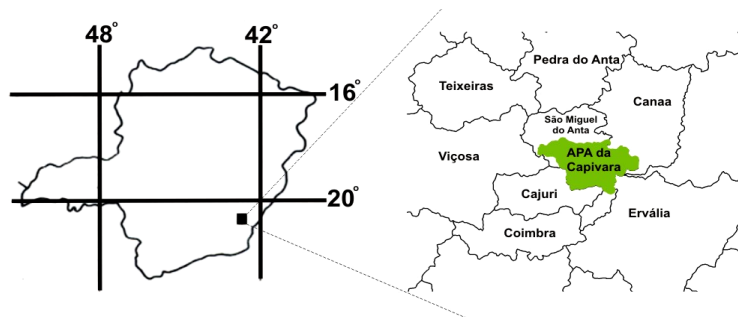 48°
42°
16°
20°
Pedra do Anta
Teixeiras
Canaa
São Miguel
do Anta
Viçosa
APA da
Capivara
Cajuri
Ervália
Coimbra